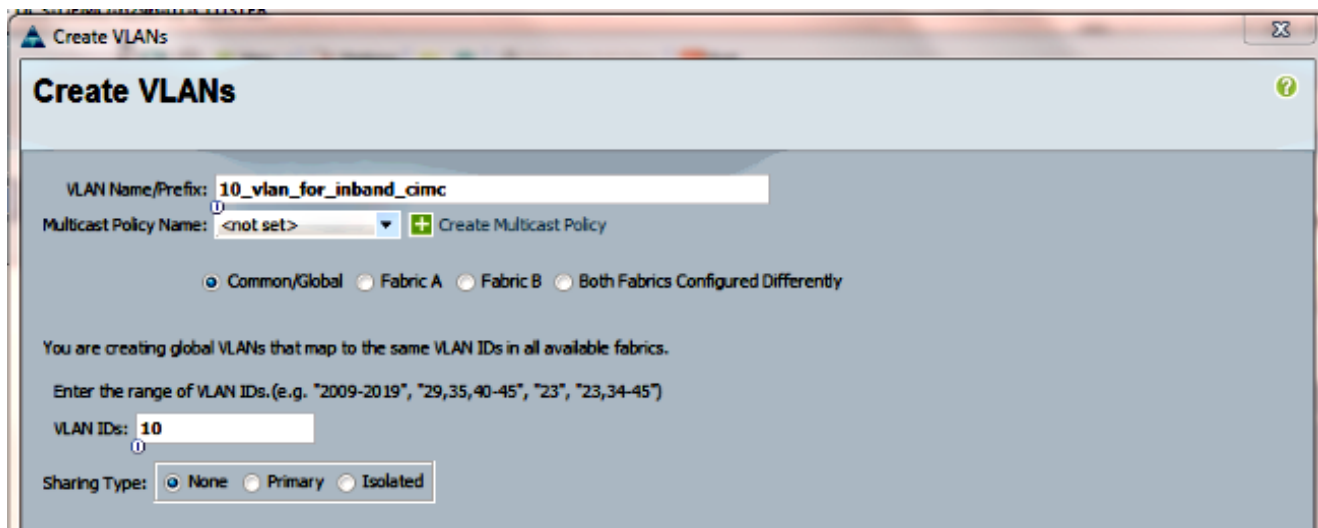 Create VLANs
Create VLANs
VLAN Name/Prefix: 10_vlan_for_inband_cimc
Multicast Policy Name: <not set> Create Multicast Policy
Common/Global Fabric A Fabric B Both Fabrics Configured Differently
You are creating global VLANs that map to the same VLAN IDs in all available fabrics.
Enter the range of VLAN IDs.(e.g. "2009-2019", "29,35,40-45", "23", "23,34-45")
VLAN IDs: 10
Sharing Type: None Primary Isolated